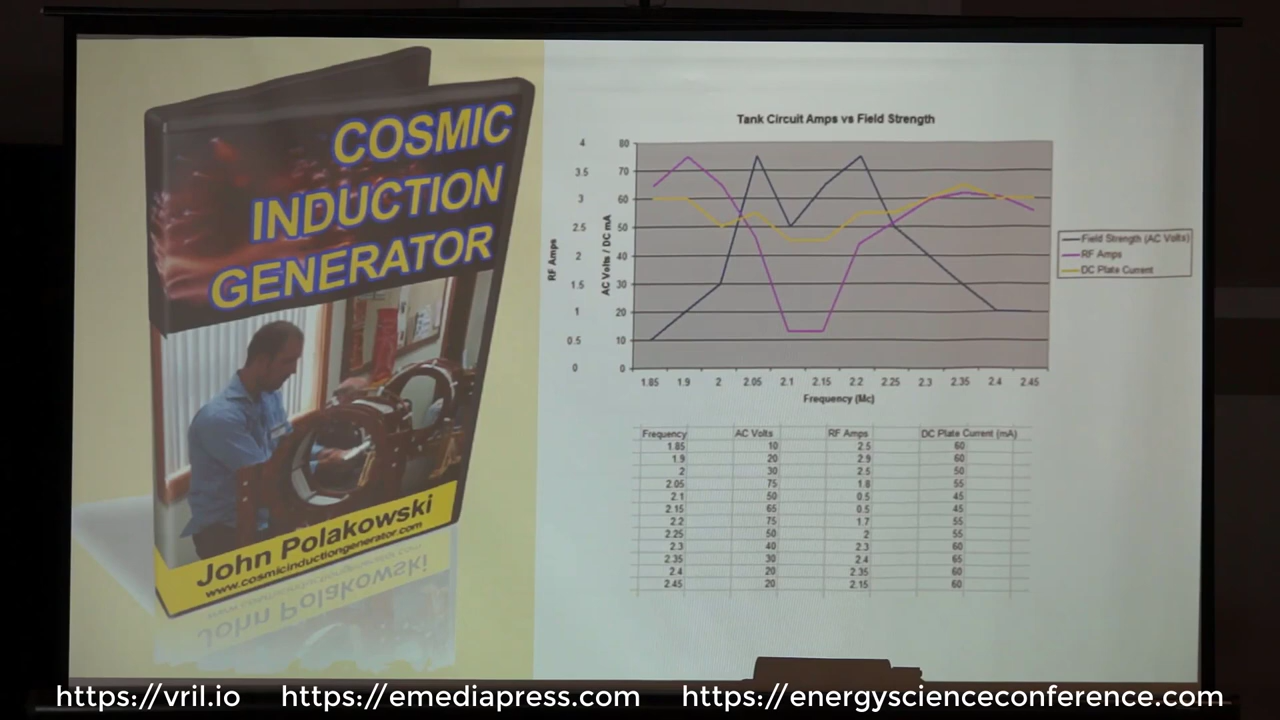 COSMIC
INDUCTION
GENERATOR
John Polakowski
www.cosmicinductiongenerator.com
Tank Circuit Amps vs Field Strength
RF Amps
4
3.5
3
2.5
2
1.5
1
0.5
0
AC Volts / DC mA
80
70
60
50
40
30
20
10
0
1.85 1.9 2 2.05 2.1 2.15 2.2 2.25 2.3 2.35 2.4 2.45
Frequency (Mc)
Field Strength (AC Volts)
RF Amps
DC Plate Current
Frequency AC Volts RF Amps DC Plate Current (mA)
1.85 10 2.5 60
1.9 20 2.9 60
2 30 2.5 50
2.05 75 1.8 55
2.1 50 0.5 45
2.15 65 0.5 45
2.2 75 1.7 55
2.25 50 2 55
2.3 40 2.3 60
2.35 30 2.4 65
2.4 20 2.35 60
2.45 20 2.15 60
https://vril.io https://emediapress.com https://energyscienceconference.com